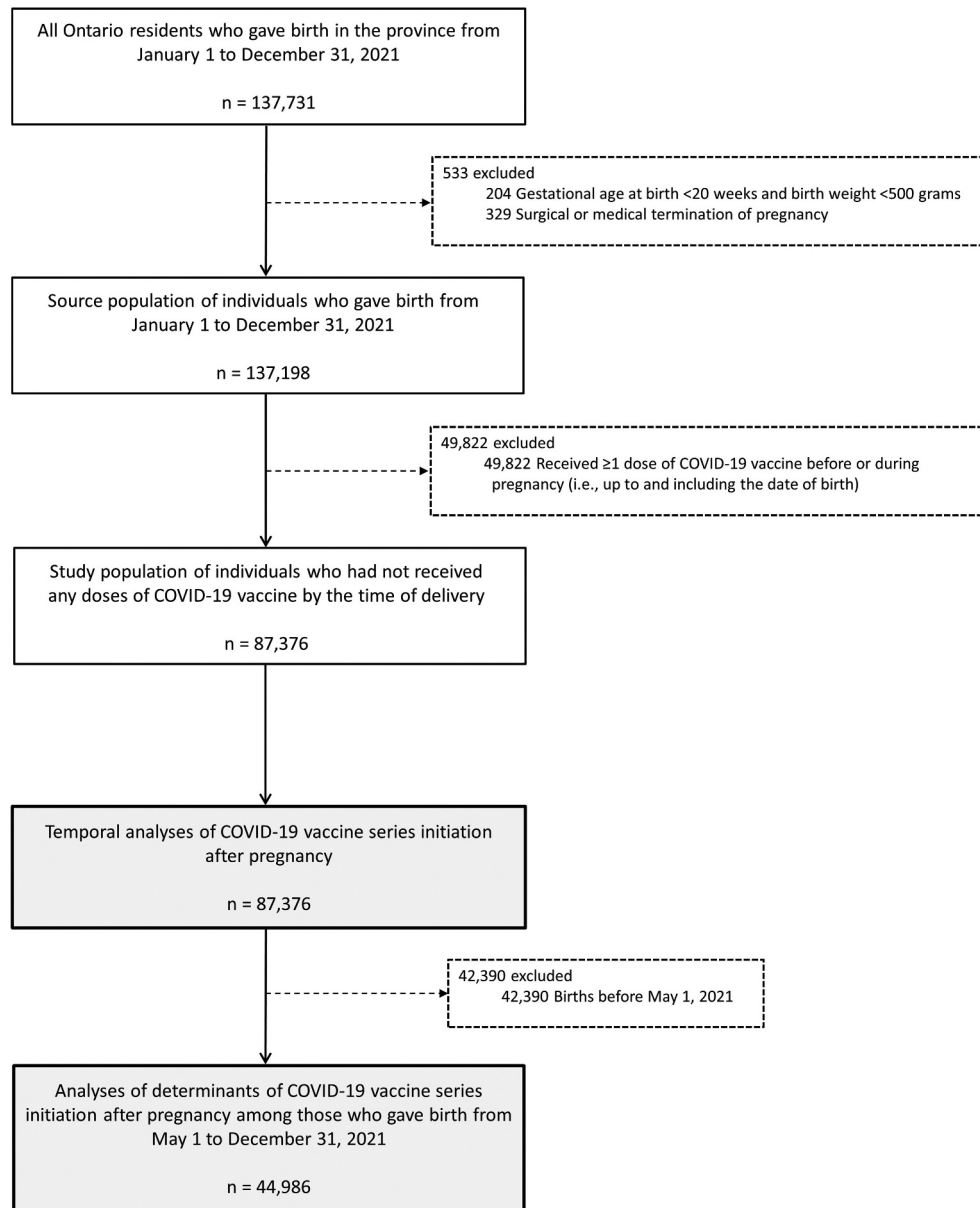 All Ontario residents who gave birth in the province from
January 1 to December 31, 2021
n = 137,731
533 excluded
204 Gestational age at birth <20 weeks and birth weight <500 grams
329 Surgical or medical termination of pregnancy
Source population of individuals who gave birth from
January 1 to December 31, 2021
n = 137,198
49,822 excluded
49,822 Received ≥1 dose of COVID-19 vaccine before or during
pregnancy (i.e., up to and including the date of birth)
Study population of individuals who had not received
any doses of COVID-19 vaccine by the time of delivery
n = 87,376
Temporal analyses of COVID-19 vaccine series initiation
after pregnancy
n = 87,376
42,390 excluded
42,390 Births before May 1, 2021
Analyses of determinants of COVID-19 vaccine series
initiation after pregnancy among those who gave birth from
May 1 to December 31, 2021
n = 44,986